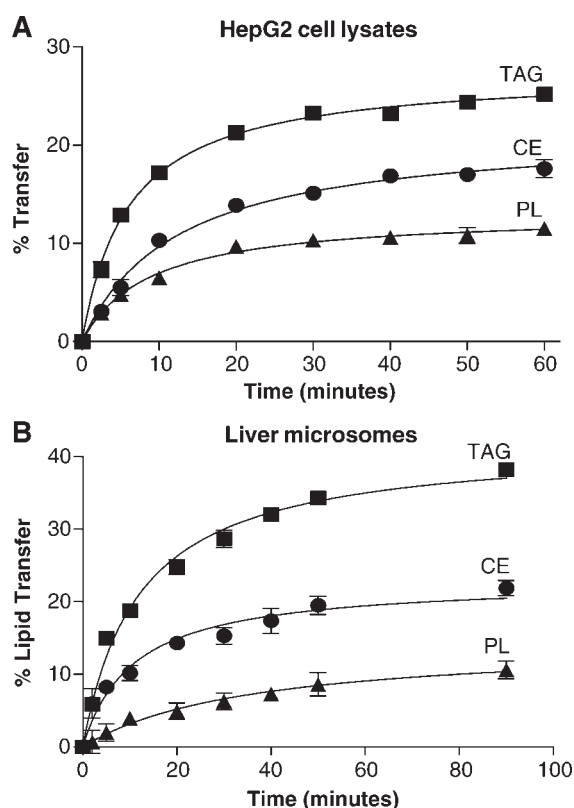 A
HepG2 cell lysates
30
20
10
0
% Transfer
TAG
CE
PL
0 10 20 30 40 50 60
Time (minutes)
B
Liver microsomes
40
30
20
10
0
% Lipid Transfer
TAG
CE
PL
0 20 40 60 80 100
Time (minutes)